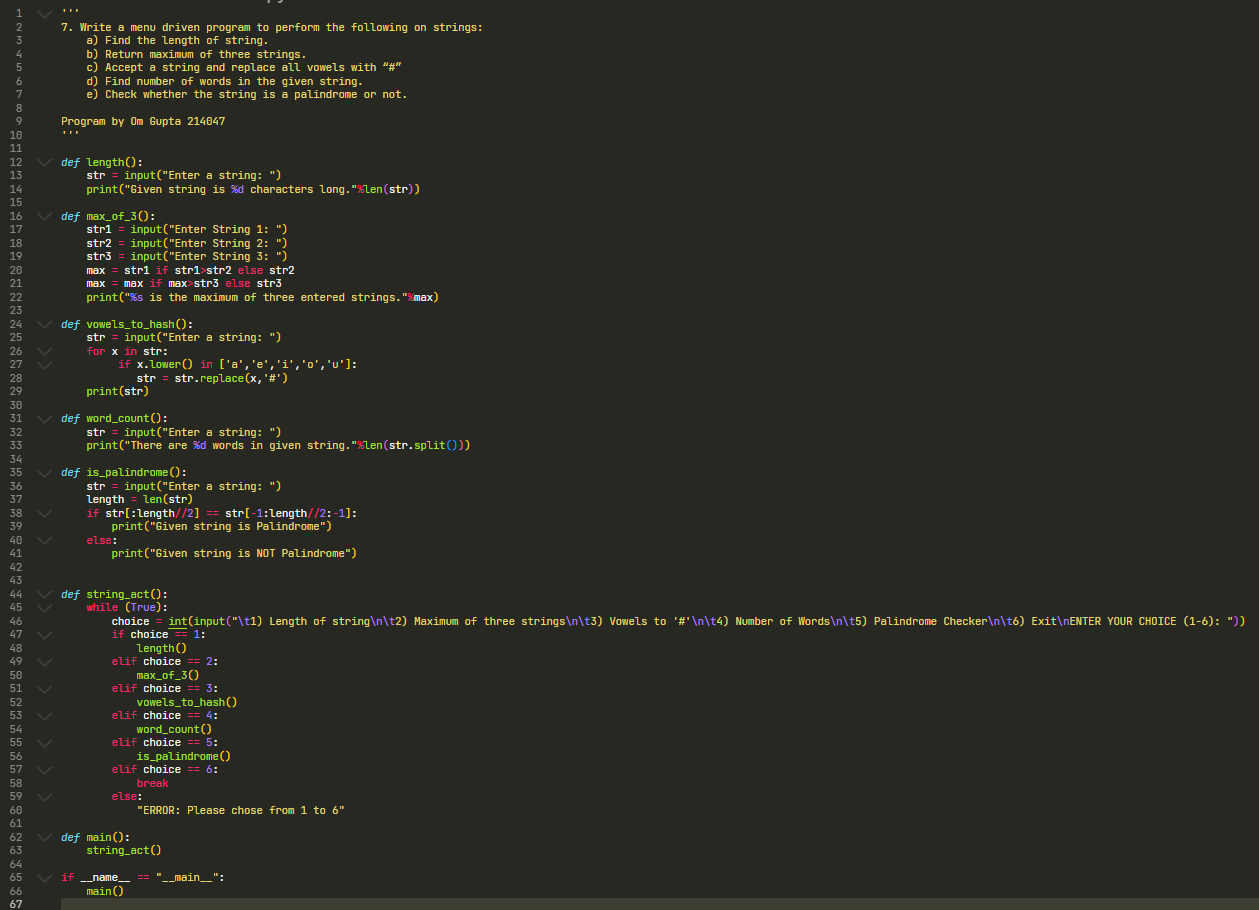 1 '''
2 7. Write a menu driven program to perform the following on strings:
3     a) Find the length of string.
4     b) Return maximum of three strings.
5     c) Accept a string and replace all vowels with “#”
6     d) Find number of words in the given string.
7     e) Check whether the string is a palindrome or not.
8
9 Program by Om Gupta 214047
10 '''
11
12 def length():
13     str = input("Enter a string: ")
14     print("Given string is %d characters long."%len(str))
15
16 def max_of_3():
17     str1 = input("Enter String 1: ")
18     str2 = input("Enter String 2: ")
19     str3 = input("Enter String 3: ")
20     max = str1 if str1>str2 else str2
21     max = max if max>str3 else str3
22     print("%s is the maximum of three entered strings."%max)
23
24 def vowels_to_hash():
25     str = input("Enter a string: ")
26     for x in str:
27          if x.lower() in ['a','e','i','o','u']:
28             str = str.replace(x,'#')
29     print(str)
30
31 def word_count():
32     str = input("Enter a string: ")
33     print("There are %d words in given string."%len(str.split()))
34
35 def is_palindrome():
36     str = input("Enter a string: ")
37     length = len(str)
38     if str[:length//2] == str[-1:length//2:-1]:
39         print("Given string is Palindrome")
40     else:
41         print("Given string is NOT Palindrome")
42
43
44 def string_act():
45     while (True):
46         choice = int(input("\t1) Length of string\n\t2) Maximum of three strings\n\t3) Vowels to '#'\n\t4) Number of Words\n\t5) Palindrome Checker\n\t6) Exit\nENTER YOUR CHOICE (1-6): "))
47         if choice == 1:
48             length()
49         elif choice == 2:
50             max_of_3()
51         elif choice == 3:
52             vowels_to_hash()
53         elif choice == 4:
54             word_count()
55         elif choice == 5:
56             is_palindrome()
57         elif choice == 6:
58             break
59         else:
60             "ERROR: Please chose from 1 to 6"
61
62 def main():
63     string_act()
64
65 if __name__ == "__main__":
66     main()
67